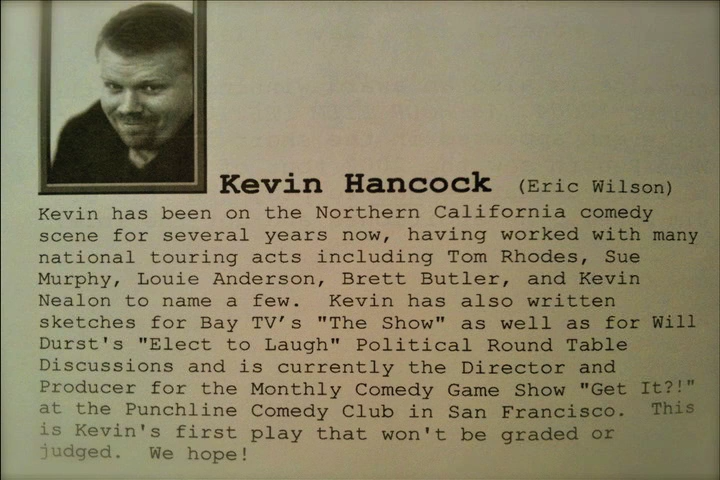 Kevin Hancock (Eric Wilson)
Kevin has been on the Northern California comedy
scene for several years now, having worked with many
national touring acts including Tom Rhodes, Sue
Murphy, Louie Anderson, Brett Butler, and Kevin
Nealon to name a few.  Kevin has also written
sketches for Bay TV's "The Show" as well as for Will
Durst's "Elect to Laugh" Political Round Table
Discussions and is currently the Director and
Producer for the Monthly Comedy Game Show "Get It?!"
at the Punchline Comedy Club in San Francisco.  This
is Kevin's first play that won't be graded or
judged.  We hope!